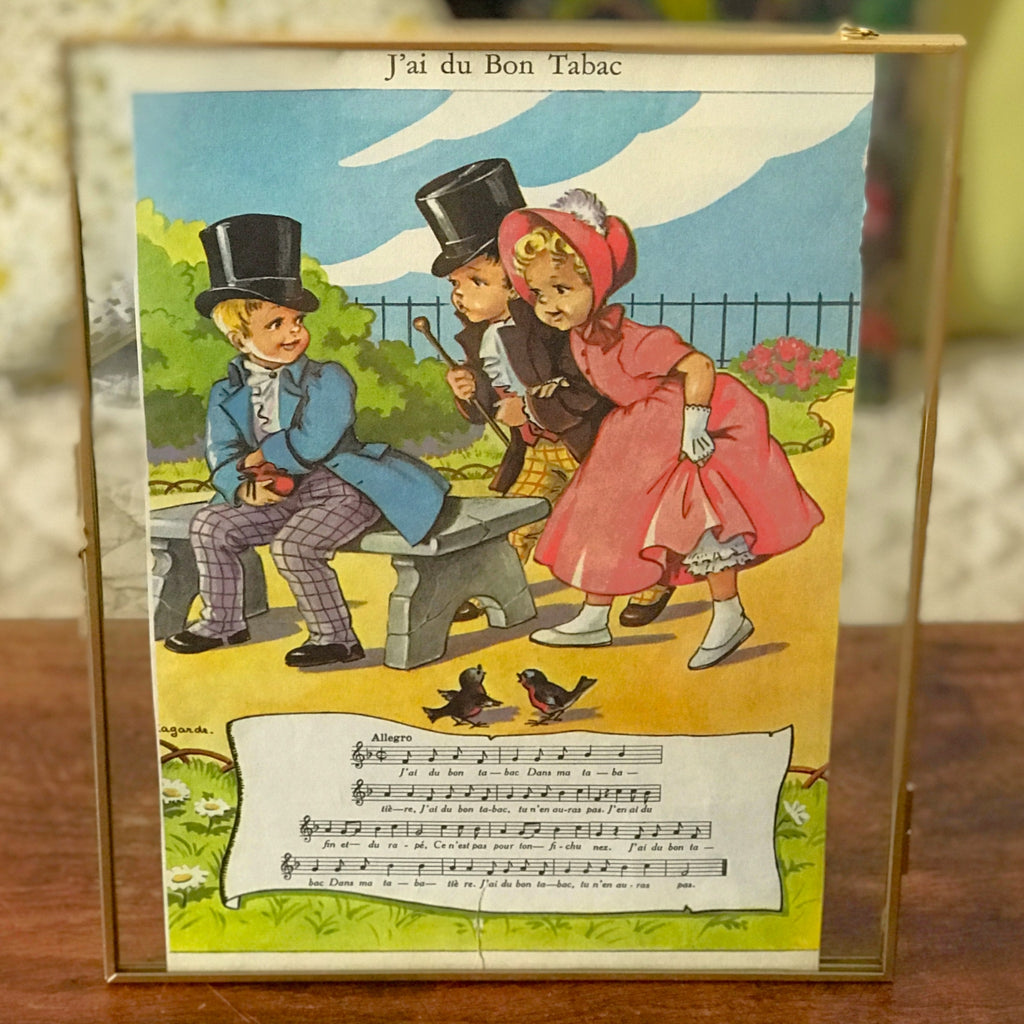 J'ai du Bon Tabac
agarde.
Allegro
J'ai du bon ta — bac Dans ma ta — ba —
tiè—re, J'ai du bon ta-bac, tu n'en au-ras pas. J'en ai du
fin et— du ra - pé, Ce n'est pas pour ton— fi - chu nez. J'ai du bon ta —
bac Dans ma ta — ba— tiè re. J'ai du bon ta—bac, tu n'en au - ras pas.